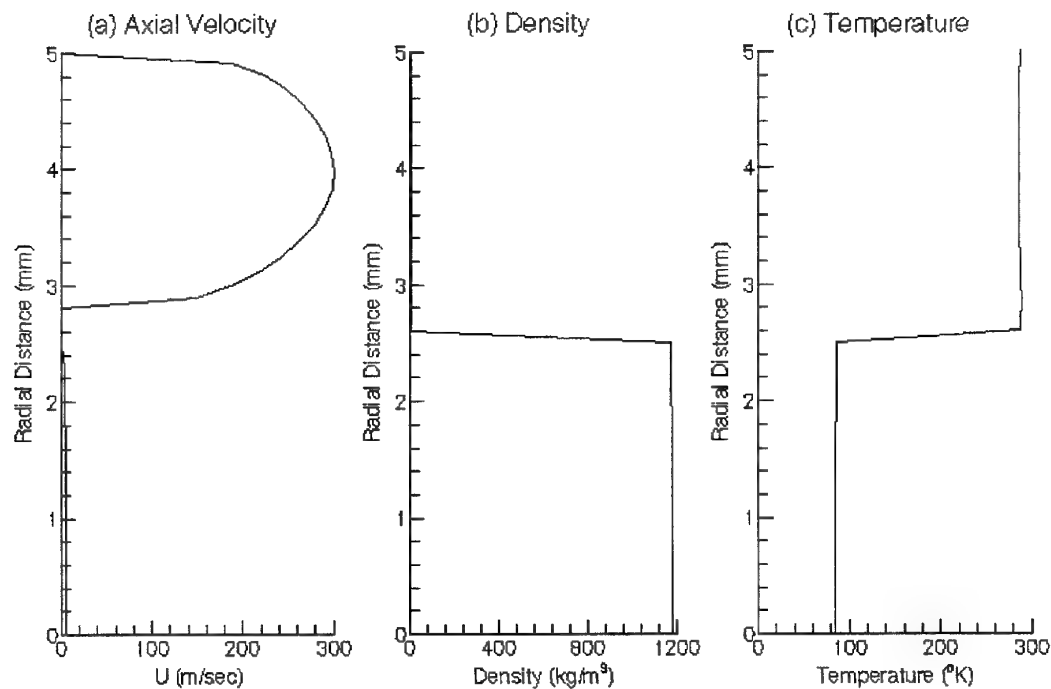 (a) Axial Velocity
5
4
3
2
1
0
Radial Distance (mm)
0 100 200 300
U (m/sec)
(b) Density
5
4
3
2
1
0
Radial Distance (mm)
0 400 800 1200
Density (kg/m³)
(c) Temperature
5
4
3
2
1
0
Radial Distance (mm)
0 100 200 300
Temperature (°K)